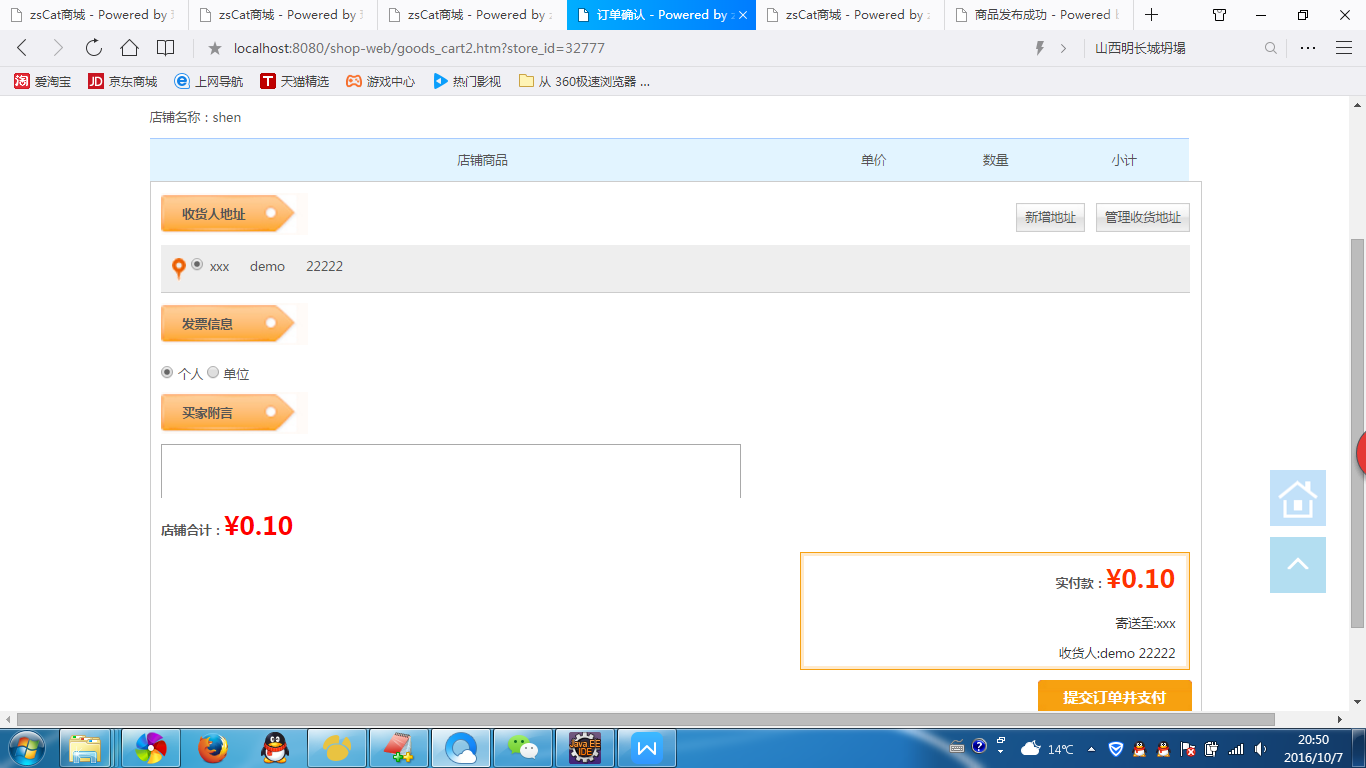 zsCat商城 - Powered by
zsCat商城 - Powered by
zsCat商城 - Powered by z
订单确认 - Powered by z
zsCat商城 - Powered by z
商品发布成功 - Powered b
localhost:8080/shop-web/goods_cart2.htm?store_id=32777
山西明长城坍塌
淘 爱淘宝 JD 京东商城 上网导航 T 天猫精选 游戏中心 热门影视 从 360极速浏览器 ...
店铺名称：shen
店铺商品 单价 数量 小计
收货人地址 新增地址 管理收货地址
xxx demo 22222
发票信息
个人 单位
买家附言
店铺合计：¥0.10
实付款：¥0.10
寄送至:xxx
收货人:demo 22222
提交订单并支付
Java EE
IDE
W
14℃
20:50
2016/10/7